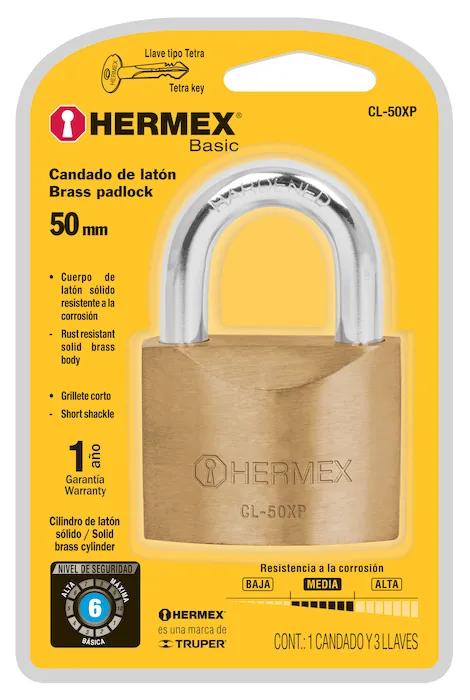 Llave tipo Tetra
HERMEX
Tetra key
CL-50XP
HERMEX®
Basic
Candado de latón
Brass padlock
50 mm
HARDENED
• Cuerpo de
latón sólido
resistente a la
corrosión
- Rust resistant
solid brass
body
• Grillete corto
- Short shackle
1 año
Garantía
Warranty
HERMEX
CL-50XP
Cilindro de latón
sólido / Solid
brass cylinder
NIVEL DE SEGURIDAD
ALTA
MÁXIMA
6
BÁSICA
HERMEX®
es una marca de
TRUPER®
Resistencia a la corrosión
BAJA MEDIA ALTA
CONT.: 1 CANDADO Y 3 LLAVES